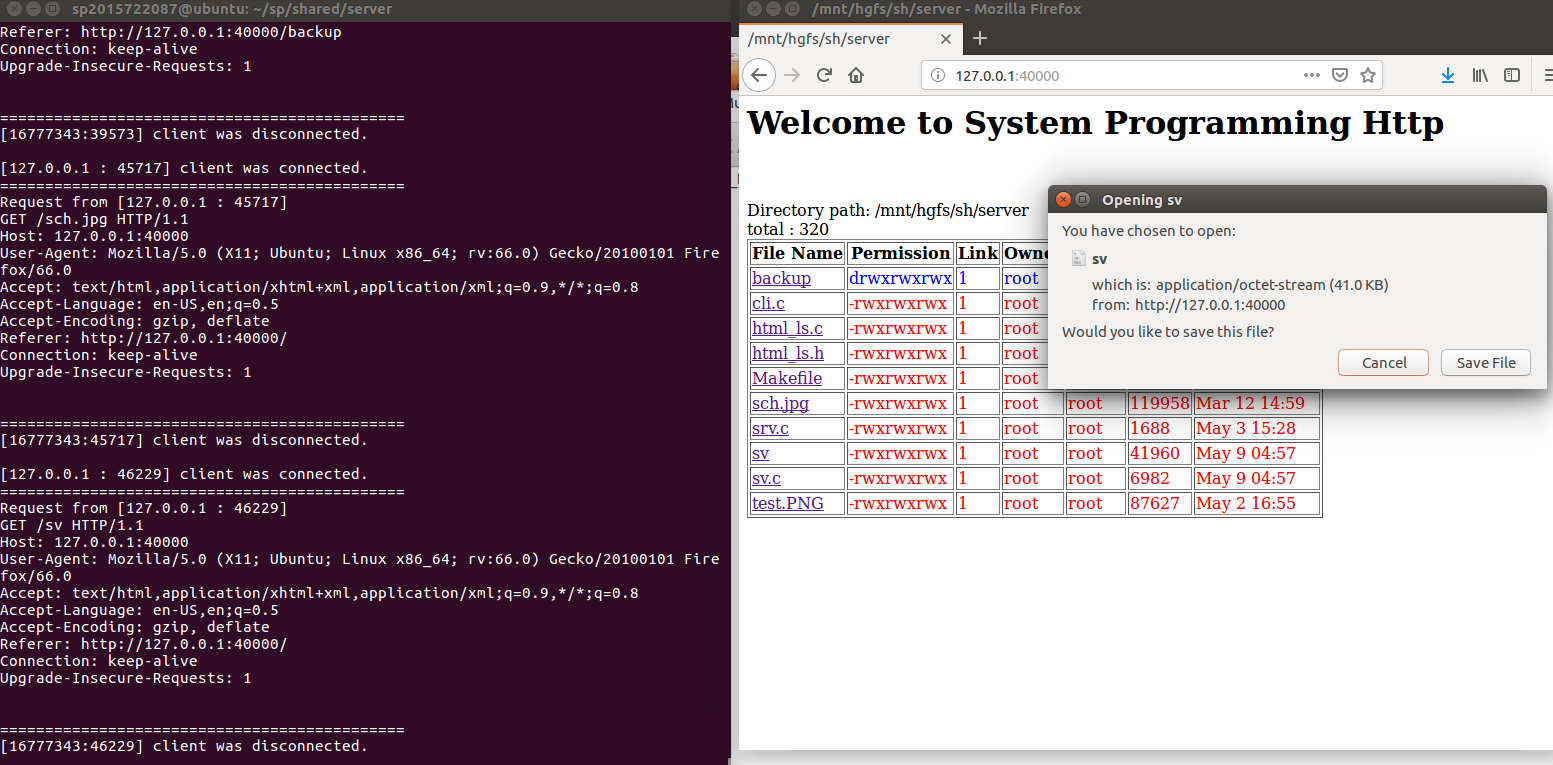 sp2015722087@ubuntu: ~/sp/shared/server
Referer: http://127.0.0.1:40000/backup
Connection: keep-alive
Upgrade-Insecure-Requests: 1
=============================================
[16777343:39573] client was disconnected.
[127.0.0.1 : 45717] client was connected.
=============================================
Request from [127.0.0.1 : 45717]
GET /sch.jpg HTTP/1.1
Host: 127.0.0.1:40000
User-Agent: Mozilla/5.0 (X11; Ubuntu; Linux x86_64; rv:66.0) Gecko/20100101 Fire
fox/66.0
Accept: text/html,application/xhtml+xml,application/xml;q=0.9,*/*;q=0.8
Accept-Language: en-US,en;q=0.5
Accept-Encoding: gzip, deflate
Referer: http://127.0.0.1:40000/
Connection: keep-alive
Upgrade-Insecure-Requests: 1
=============================================
[16777343:45717] client was disconnected.
[127.0.0.1 : 46229] client was connected.
=============================================
Request from [127.0.0.1 : 46229]
GET /sv HTTP/1.1
Host: 127.0.0.1:40000
User-Agent: Mozilla/5.0 (X11; Ubuntu; Linux x86_64; rv:66.0) Gecko/20100101 Fire
fox/66.0
Accept: text/html,application/xhtml+xml,application/xml;q=0.9,*/*;q=0.8
Accept-Language: en-US,en;q=0.5
Accept-Encoding: gzip, deflate
Referer: http://127.0.0.1:40000/
Connection: keep-alive
Upgrade-Insecure-Requests: 1
=============================================
[16777343:46229] client was disconnected.
/mnt/hgfs/sh/server - Mozilla Firefox
/mnt/hgfs/sh/server
127.0.0.1:40000
Welcome to System Programming Http
Directory path: /mnt/hgfs/sh/server
total : 320
File Name Permission Link Owne
backup drwxrwxrwx 1 root
cli.c -rwxrwxrwx 1 root
html_ls.c -rwxrwxrwx 1 root
html_ls.h -rwxrwxrwx 1 root
Makefile -rwxrwxrwx 1 root
sch.jpg -rwxrwxrwx 1 root root 119958 Mar 12 14:59
srv.c -rwxrwxrwx 1 root root 1688 May 3 15:28
sv -rwxrwxrwx 1 root root 41960 May 9 04:57
sv.c -rwxrwxrwx 1 root root 6982 May 9 04:57
test.PNG -rwxrwxrwx 1 root root 87627 May 2 16:55
Opening sv
You have chosen to open:
sv
which is: application/octet-stream (41.0 KB)
from: http://127.0.0.1:40000
Would you like to save this file?
Cancel Save File